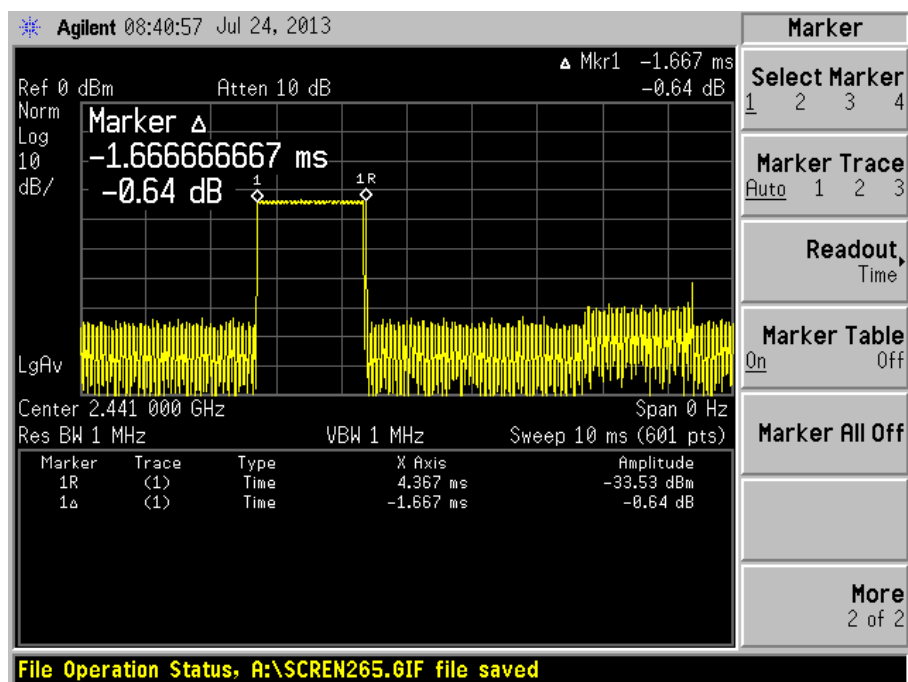 Agilent 08:40:57 Jul 24, 2013
Marker
Δ Mkr1 -1.667 ms
Ref 0 dBm Atten 10 dB -0.64 dB
Norm
Log
10
dB/
Marker Δ
-1.666666667 ms
-0.64 dB
1
1R
LgAv
Center 2.441 000 GHz Span 0 Hz
Res BW 1 MHz VBW 1 MHz Sweep 10 ms (601 pts)
Marker Trace Type X Axis Amplitude
1R (1) Time 4.367 ms -33.53 dBm
1Δ (1) Time -1.667 ms -0.64 dB
Select Marker
1 2 3 4
Marker Trace
Auto 1 2 3
Readout
Time
Marker Table
On Off
Marker All Off
More
2 of 2
File Operation Status, A:\SCREN265.GIF file saved